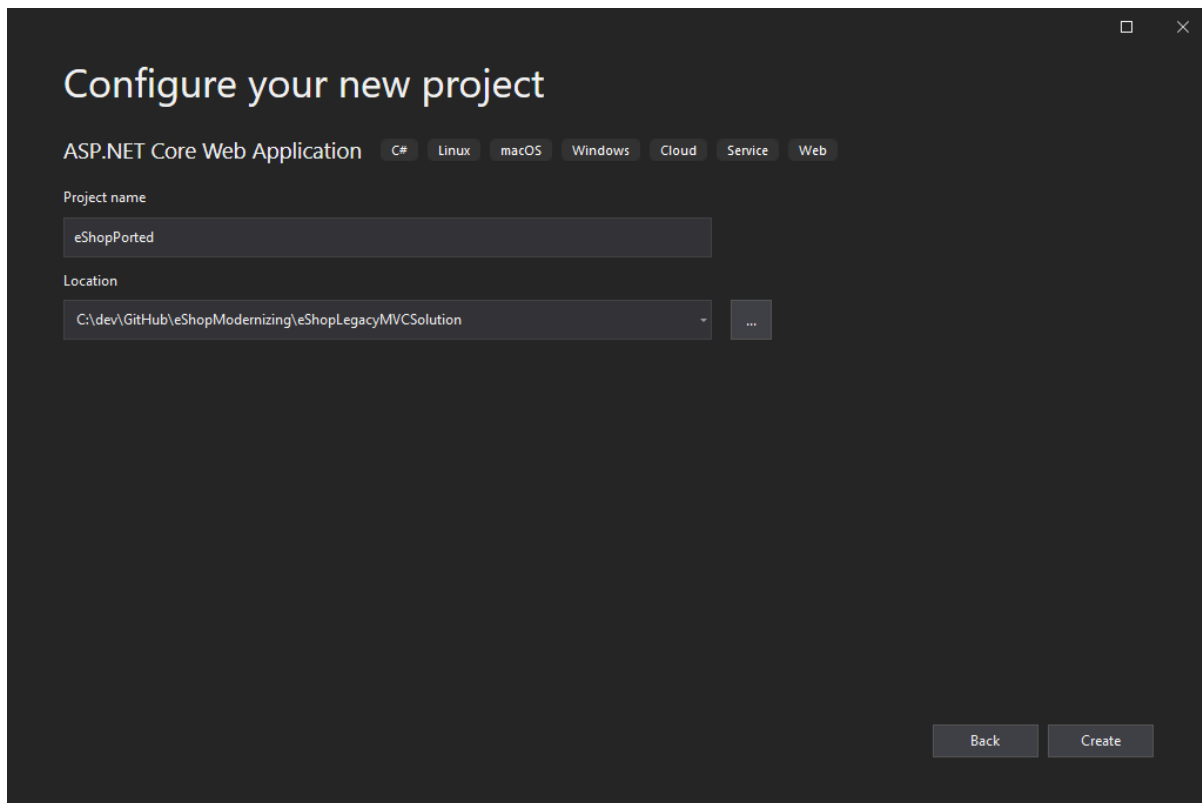 Configure your new project
ASP.NET Core Web Application C# Linux macOS Windows Cloud Service Web
Project name
eShopPorted
Location
C:\dev\GitHub\eShopModernizing\eShopLegacyMVCSolution ...
Back Create